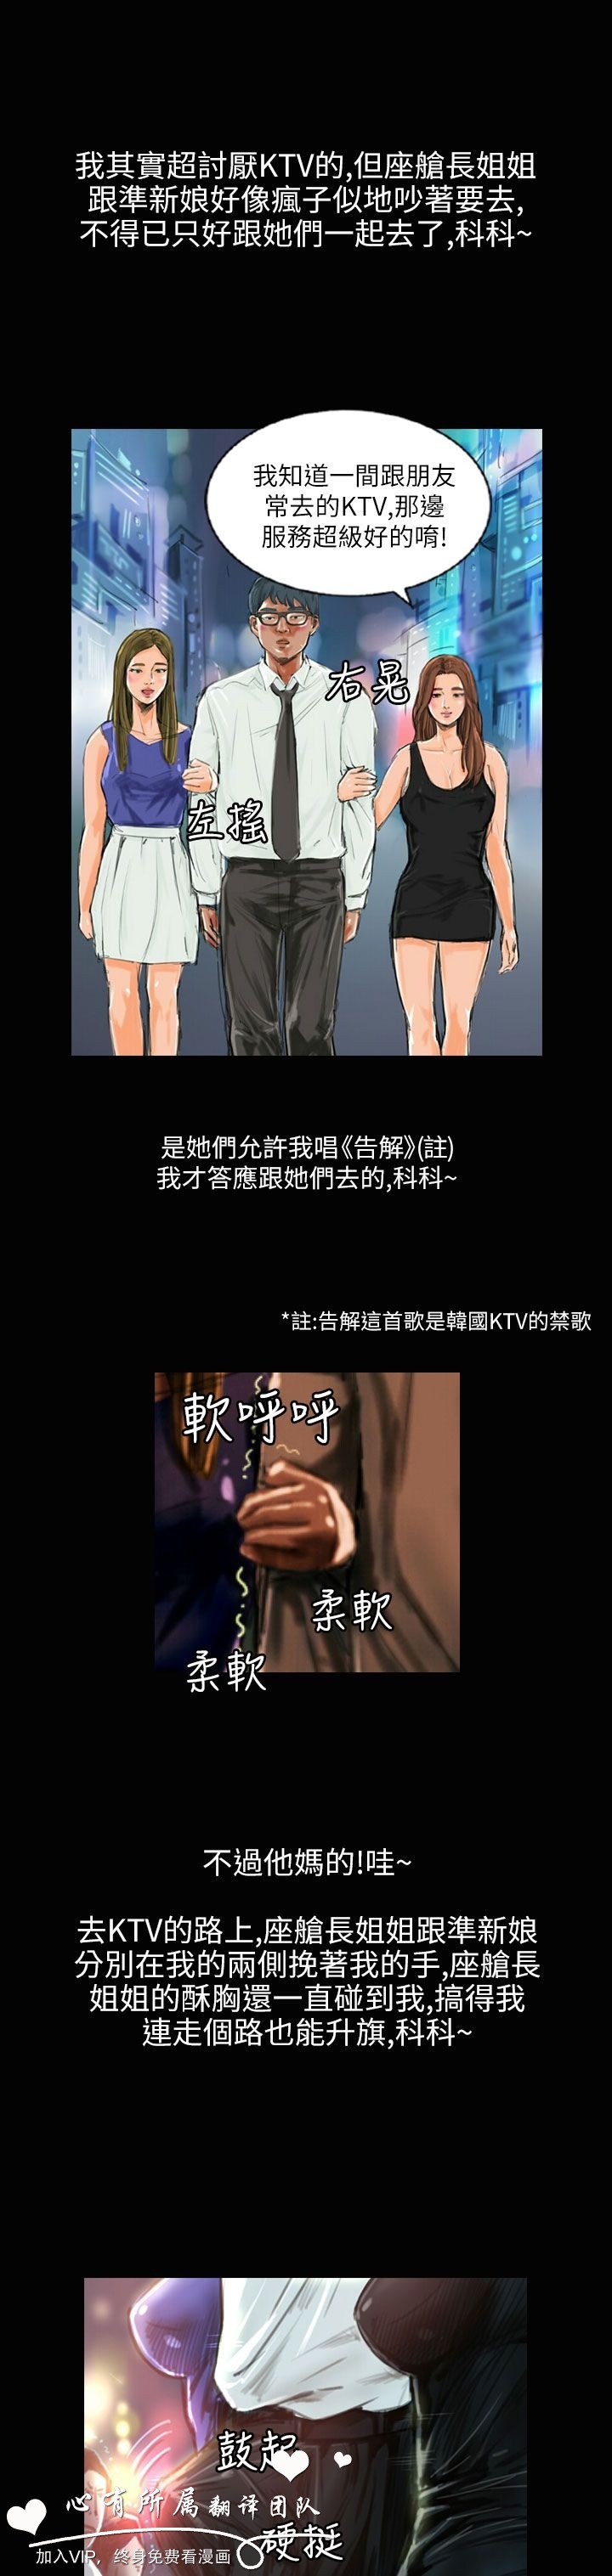 我其實超討厭KTV的,但座艙長姐姐
跟準新娘好像瘋子似地吵著要去,
不得已只好跟她們一起去了,科科~
我知道一間跟朋友
常去的KTV,那邊
服務超級好的唷!
右晃
左搖
是她們允許我唱《告解》(註)
我才答應跟她們去的,科科~
*註:告解這首歌是韓國KTV的禁歌
軟呼呼
柔軟
柔軟
不過他媽的!哇~
去KTV的路上,座艙長姐姐跟準新娘
分別在我的兩側挽著我的手,座艙長
姐姐的酥胸還一直碰到我,搞得我
連走個路也能升旗,科科~
鼓起
心有所属翻译团队
硬挺
加入VIP，终身免费看漫画